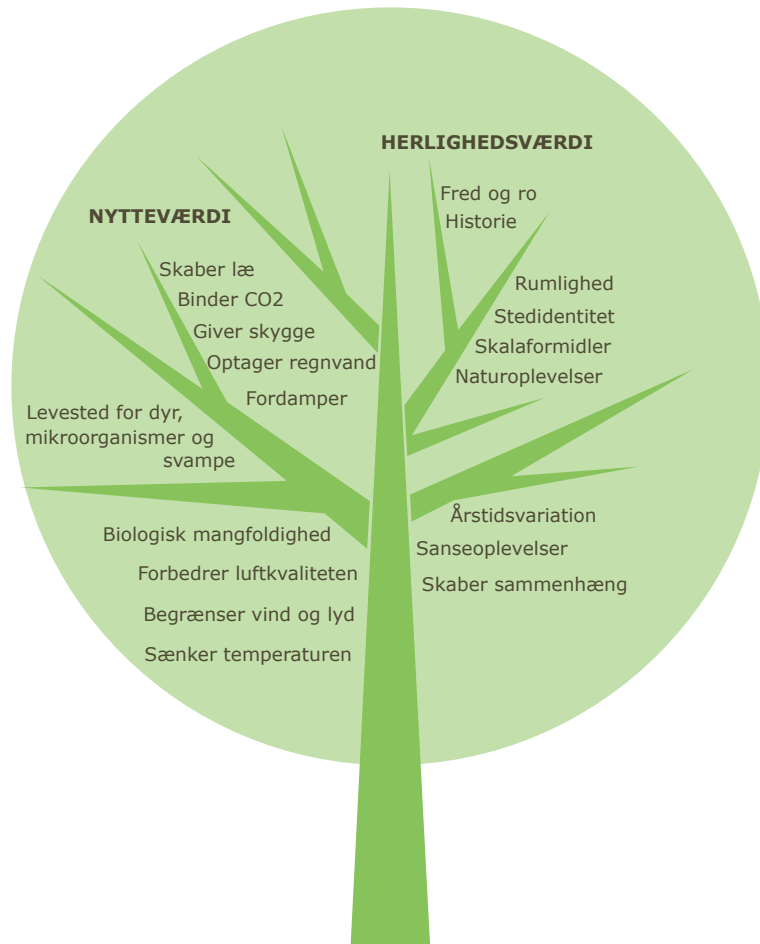 NYTTEVÆRDI
Skaber læ
Binder CO2
Giver skygge
Optager regnvand
Fordamper
Levested for dyr,
mikroorganismer og
svampe
Biologisk mangfoldighed
Forbedrer luftkvaliteten
Begrænser vind og lyd
Sænker temperaturen
HERLIGHEDSVÆRDI
Fred og ro
Historie
Rumlighed
Stedidentitet
Skalaformidler
Naturoplevelser
Årstidsvariation
Sanseoplevelser
Skaber sammenhæng